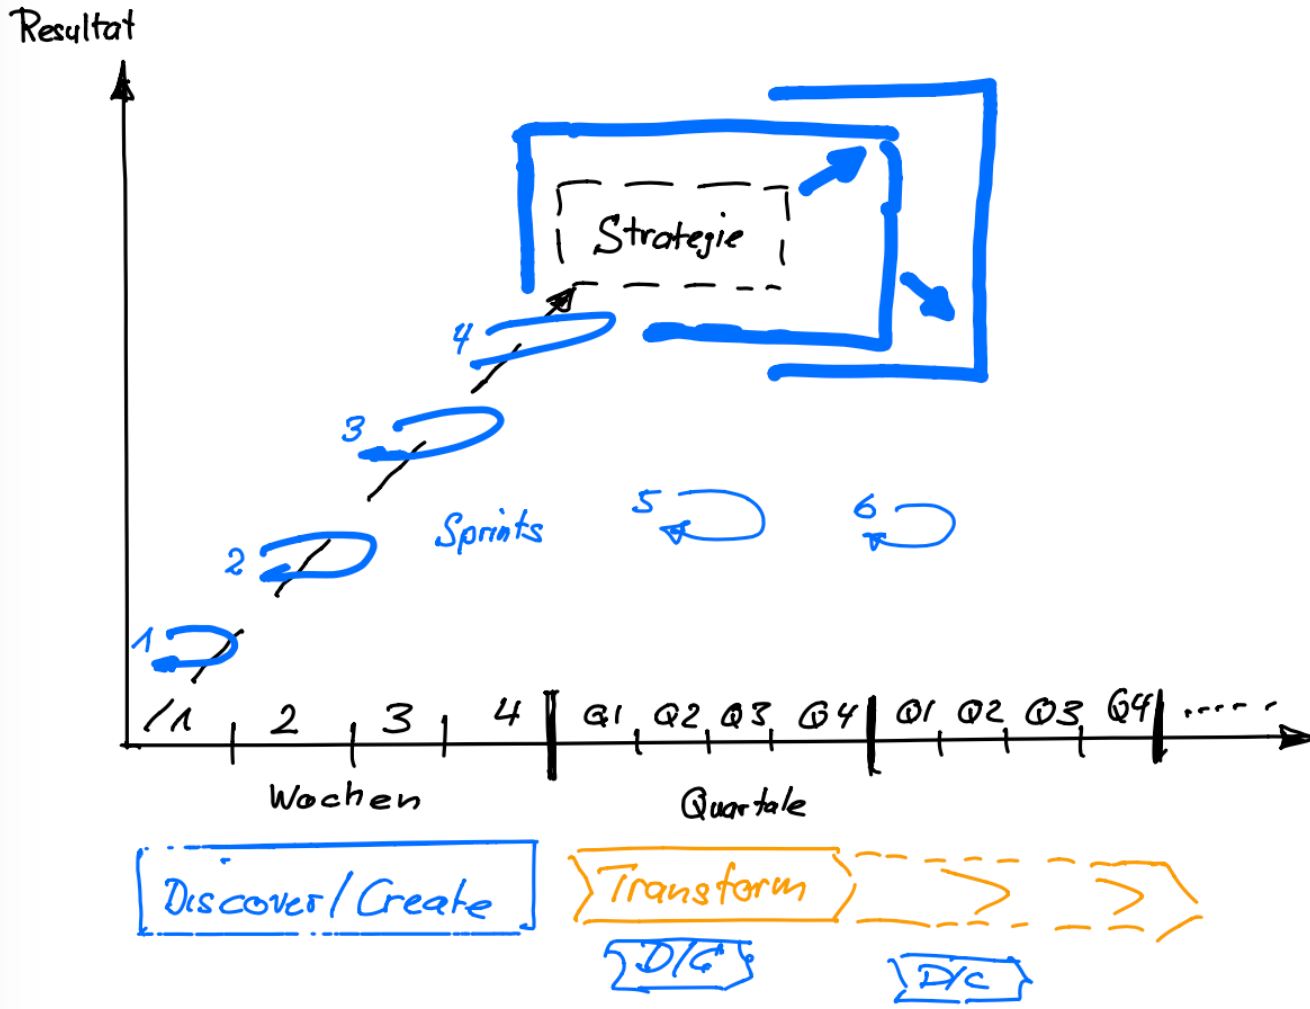 Resultat
Strategie
4
3
5
6
Sprints
2
1
/1 2 3 4 Q1 Q2 Q3 Q4 Q1 Q2 Q3 Q4 ......
Wochen Quartale
Discover/Create Transform
D/C D/C